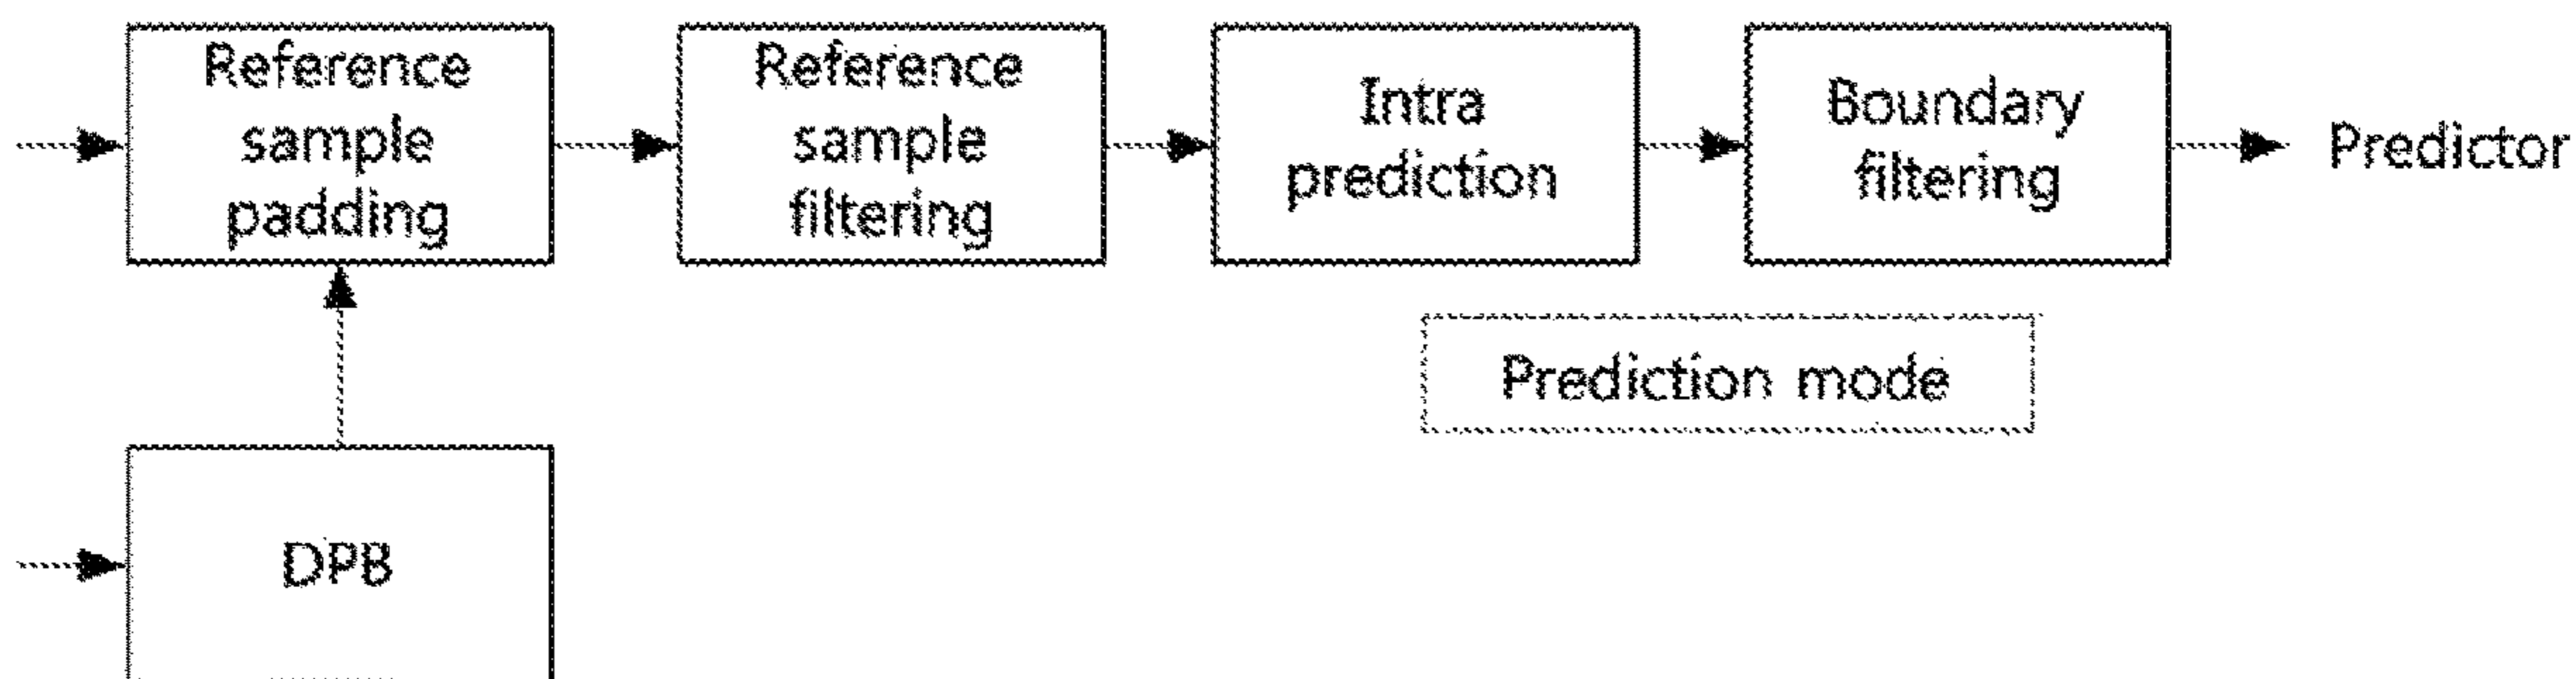 Reference
sample
padding
Reference
sample
filtering
Intra
prediction
Boundary
filtering
Predictor
Prediction mode
DPB